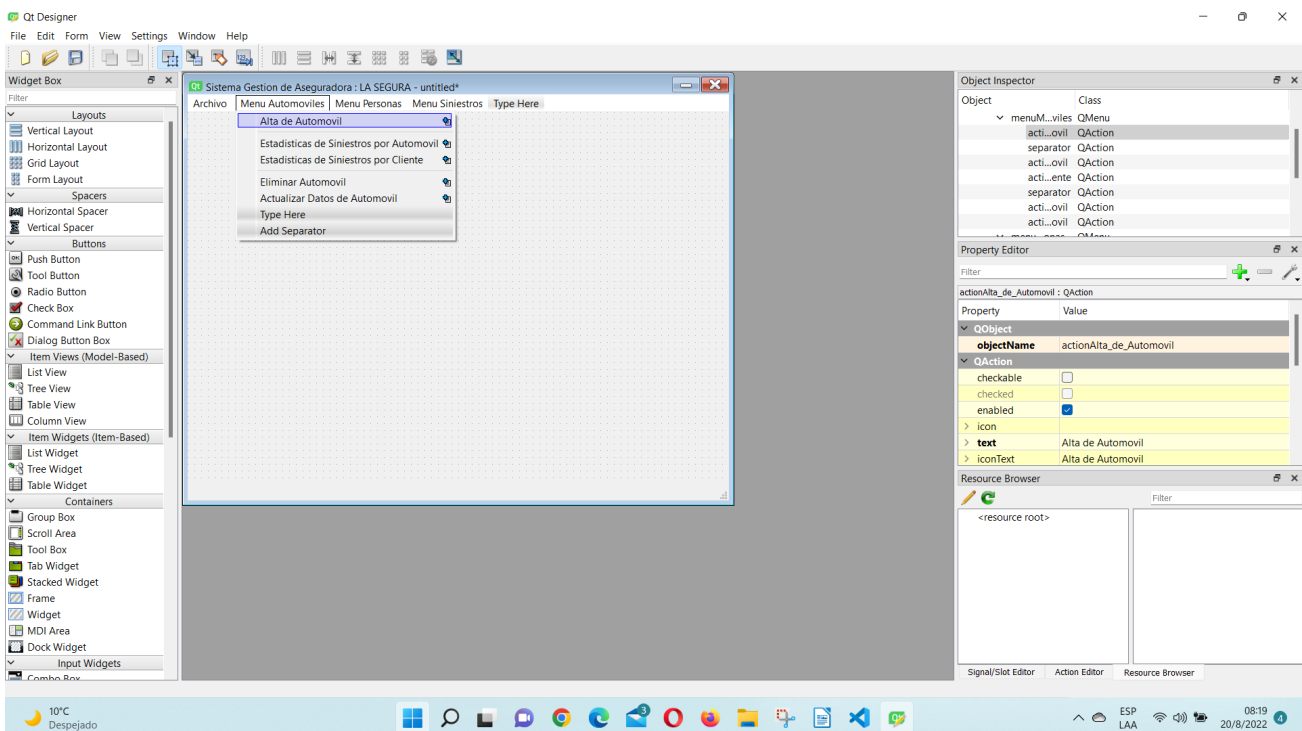 Qt Designer
File Edit Form View Settings Window Help
Widget Box
Filter
Layouts
Vertical Layout
Horizontal Layout
Grid Layout
Form Layout
Spacers
Horizontal Spacer
Vertical Spacer
Buttons
Push Button
Tool Button
Radio Button
Check Box
Command Link Button
Dialog Button Box
Item Views (Model-Based)
List View
Tree View
Table View
Column View
Item Widgets (Item-Based)
List Widget
Tree Widget
Table Widget
Containers
Group Box
Scroll Area
Tool Box
Tab Widget
Stacked Widget
Frame
Widget
MDI Area
Dock Widget
Input Widgets
Combo Box
Sistema Gestion de Aseguradora : LA SEGURA - untitled*
Archivo Menu Automoviles Menu Personas Menu Siniestros Type Here
Alta de Automovil
Estadisticas de Siniestros por Automovil
Estadisticas de Siniestros por Cliente
Eliminar Automovil
Actualizar Datos de Automovil
Type Here
Add Separator
Object Inspector
Object Class
menuM...viles QMenu
acti...ovil QAction
separator QAction
acti...ovil QAction
acti...ente QAction
separator QAction
acti...ovil QAction
acti...ovil QAction
QMenu
Property Editor
Filter
actionAlta_de_Automovil : QAction
Property Value
QObject
objectName actionAlta_de_Automovil
QAction
checkable
checked
enabled
icon
text Alta de Automovil
iconText Alta de Automovil
Resource Browser
Filter
<resource root>
Signal/Slot Editor Action Editor Resource Browser
10°C
Despejado
3
ESP
LAA
08:19
20/8/2022
4